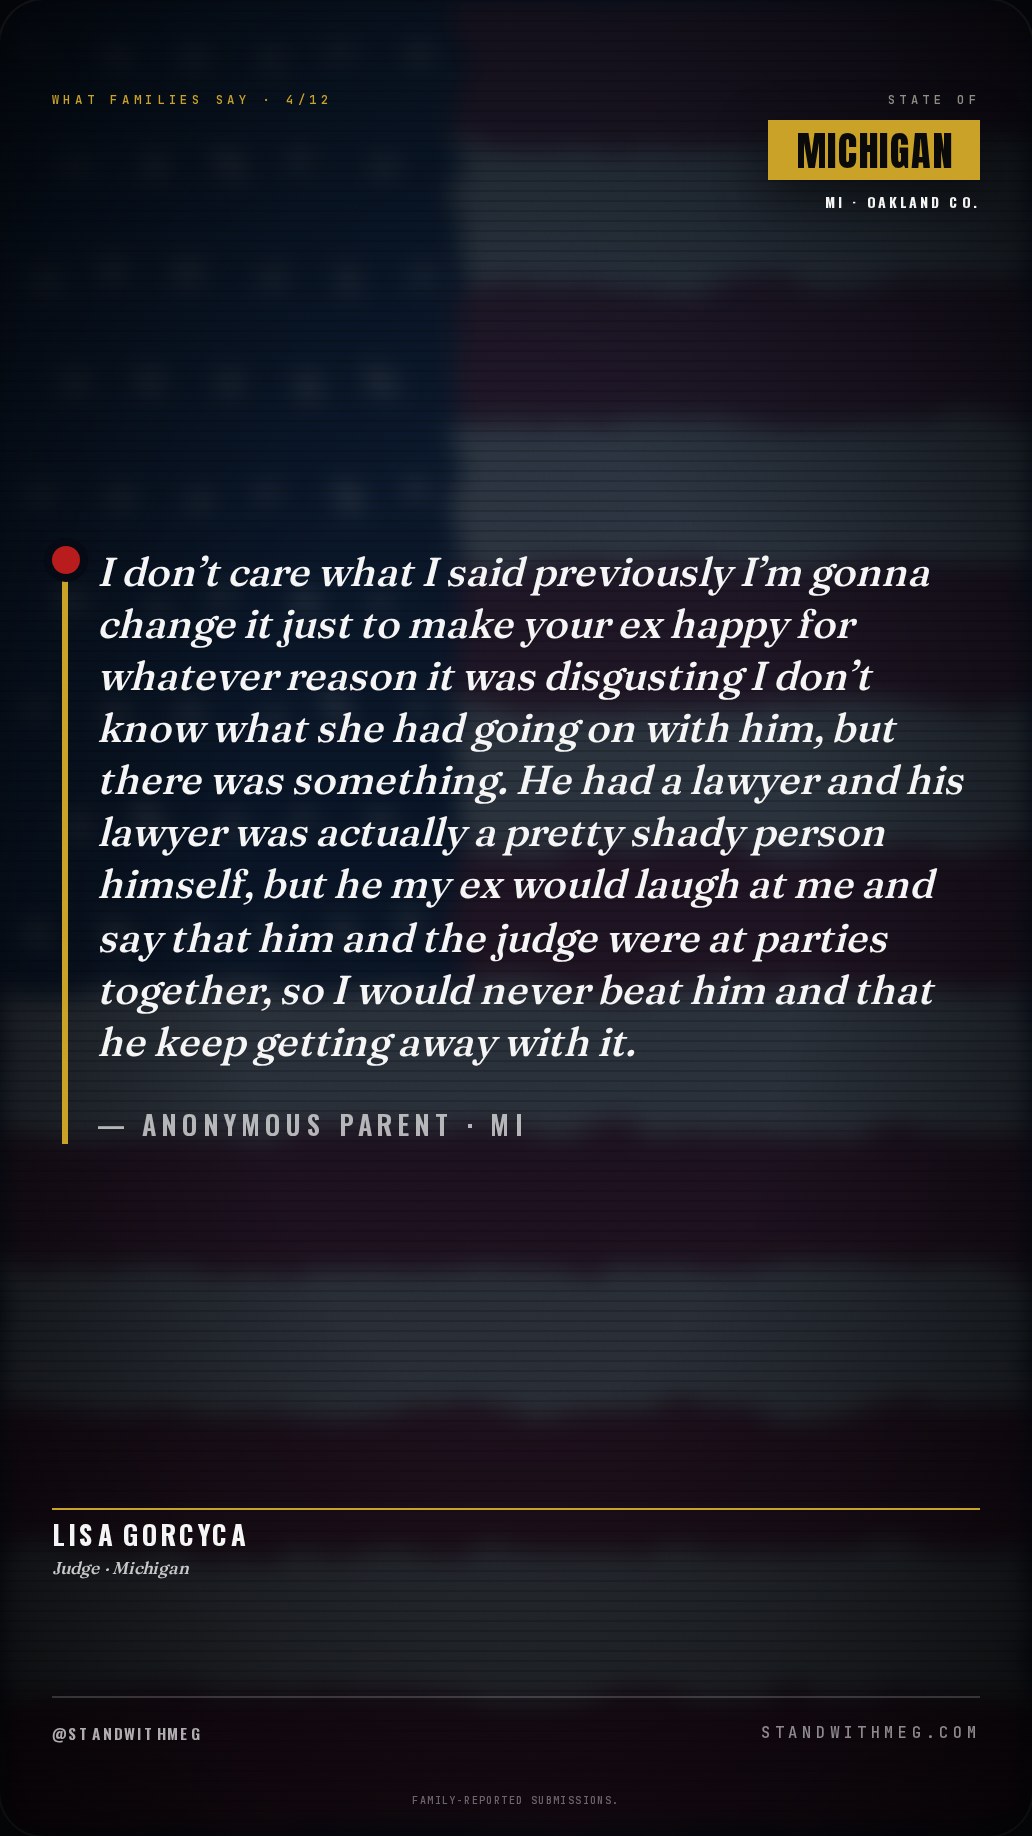 WHAT FAMILIES SAY · 4/12
STATE OF
MICHIGAN
MI · OAKLAND CO.
I don’t care what I said previously I’m gonna
change it just to make your ex happy for
whatever reason it was disgusting I don’t
know what she had going on with him, but
there was something. He had a lawyer and his
lawyer was actually a pretty shady person
himself, but he my ex would laugh at me and
say that him and the judge were at parties
together, so I would never beat him and that
he keep getting away with it.
— ANONYMOUS PARENT · MI
LISA GORCYCA
Judge · Michigan
@STANDWITHMEG
STANDWITHMEG.COM
FAMILY-REPORTED SUBMISSIONS.